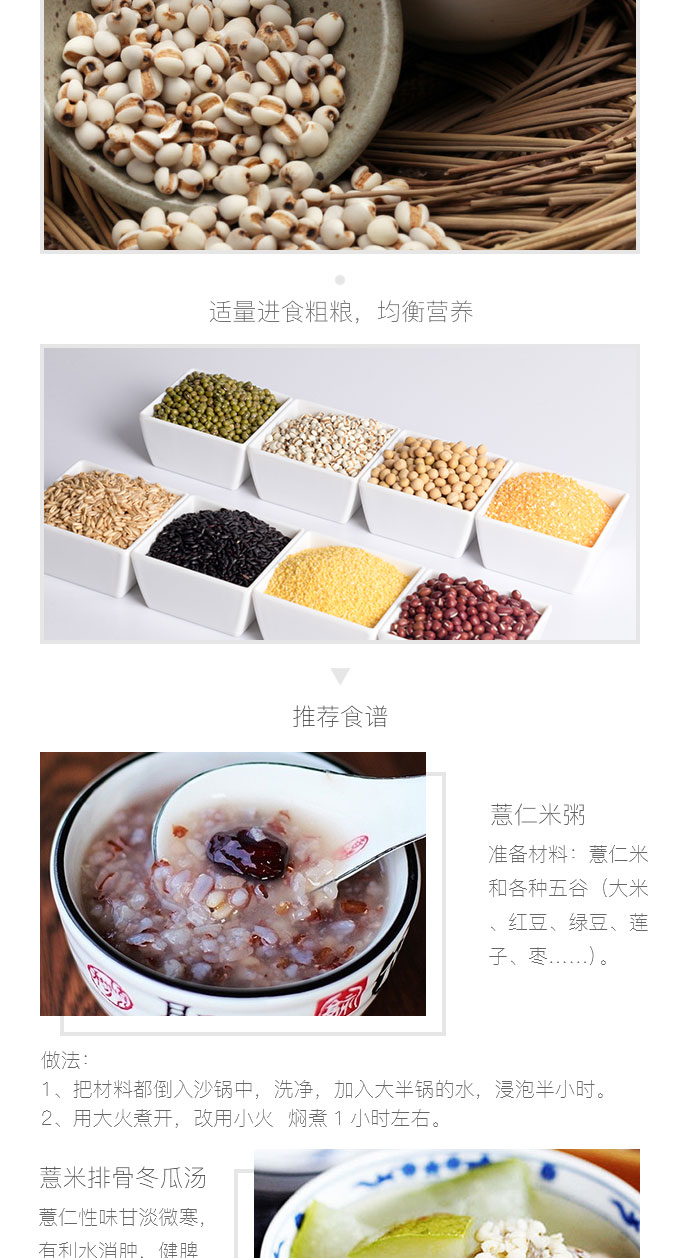 适量进食粗粮，均衡营养
推荐食谱
薏仁米粥
准备材料：薏仁米
和各种五谷（大米
、红豆、绿豆、莲
子、枣……）。
做法：
1、把材料都倒入沙锅中，洗净，加入大半锅的水，浸泡半小时。
2、用大火煮开，改用小火 焖煮 1 小时左右。
薏米排骨冬瓜汤
薏仁性味甘淡微寒，
有利水消肿、健脾